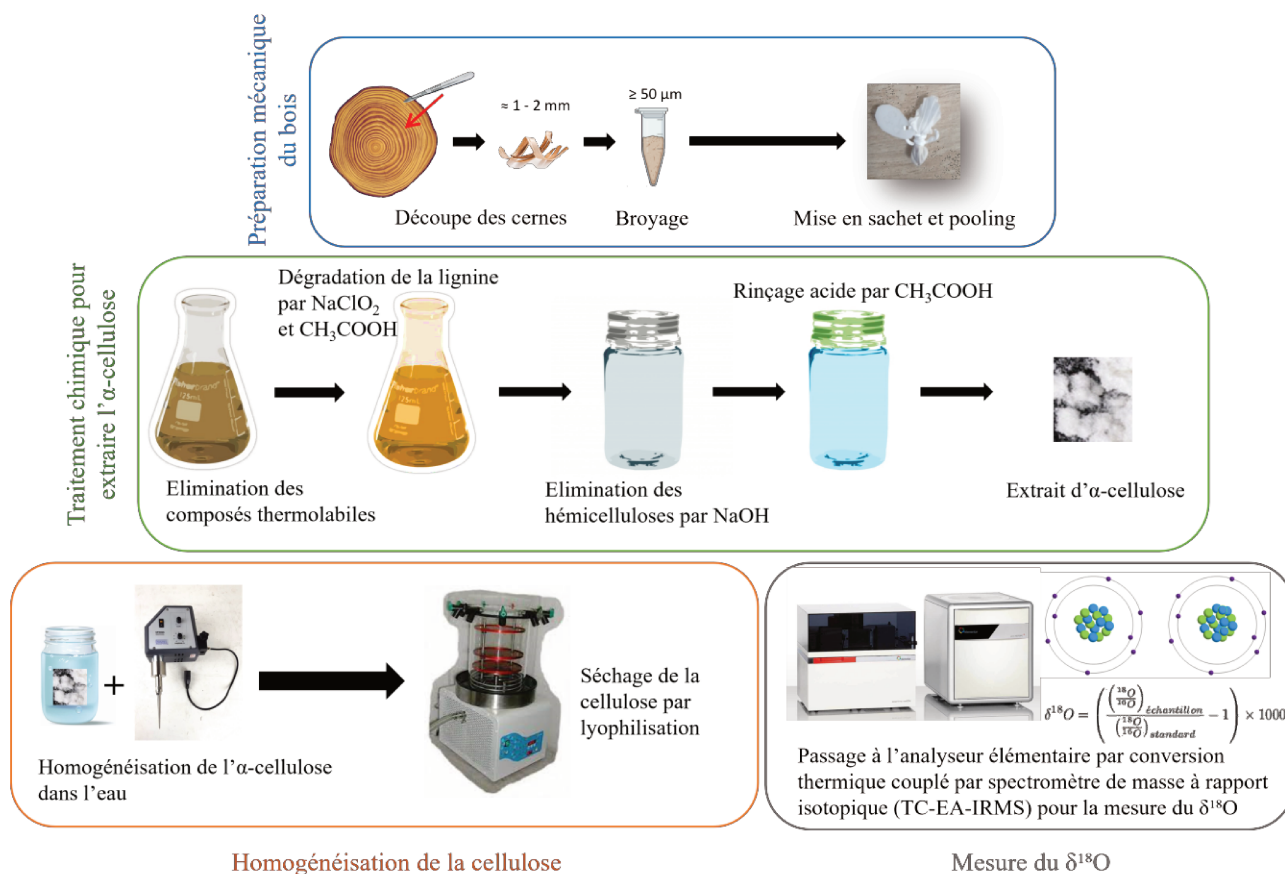 Préparation mécanique
du bois
≈ 1 - 2 mm
≥ 50 µm
Découpe des cernes
Broyage
Mise en sachet et pooling
Traitement chimique pour
extraire l’α-cellulose
Dégradation de la lignine
par NaClO₂
et CH₃COOH
Rinçage acide par CH₃COOH
Elimination des
composés thermolabiles
Elimination des
hémicelluloses par NaOH
Extrait d’α-cellulose
+
Homogénéisation de l’α-cellulose
dans l’eau
Séchage de la
cellulose par
lyophilisation
δ¹⁸O = ( (¹⁸O/¹⁶O)échantillon / (¹⁸O/¹⁶O)standard − 1 ) × 1000
Passage à l’analyseur élémentaire par conversion
thermique couplé par spectromètre de masse à rapport
isotopique (TC-EA-IRMS) pour la mesure du δ¹⁸O
Homogénéisation de la cellulose
Mesure du δ¹⁸O